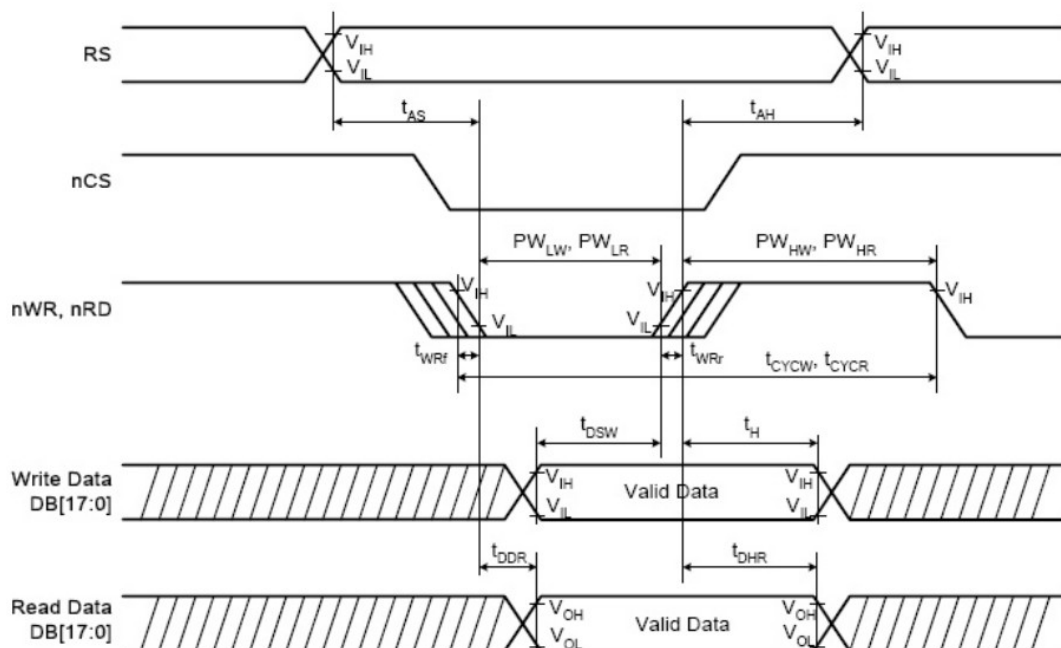 RS
V_IH
V_IL
V_IH
V_IL
t_AS
t_AH
nCS
PW_LW, PW_LR
PW_HW, PW_HR
nWR, nRD
V_IH
V_IL
V_IH
V_IL
V_IH
t_WRf
t_WRr
t_CYCW, t_CYCR
t_DSW
t_H
Write Data
DB[17:0]
V_IH
V_IL
Valid Data
V_IH
V_IL
t_DDR
t_DHR
Read Data
DB[17:0]
V_OH
V_OL
Valid Data
V_OH
V_OL